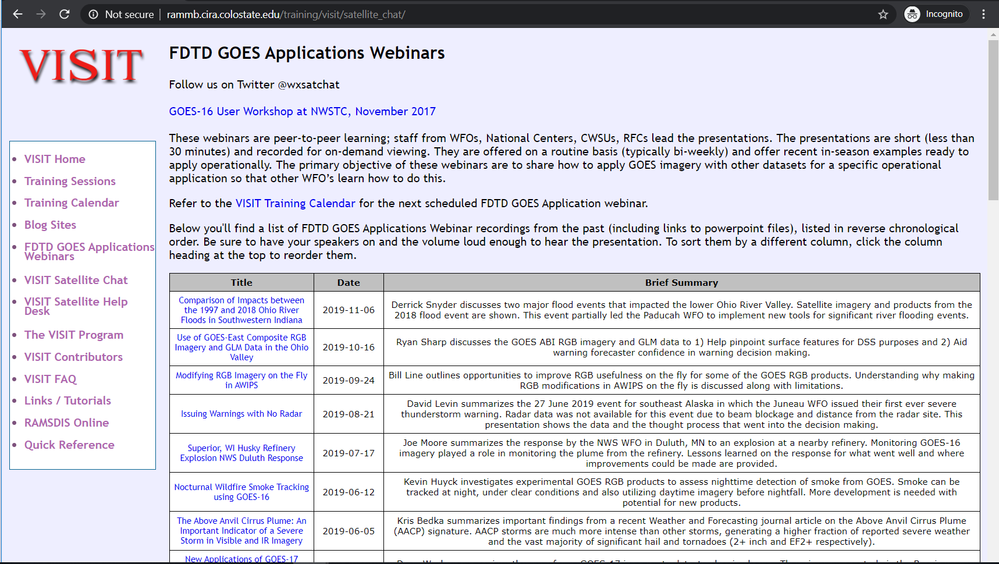 Not secure | rammb.cira.colostate.edu/training/visit/satellite_chat/
Incognito
VISIT
VISIT Home
Training Sessions
Training Calendar
Blog Sites
FDTD GOES Applications
Webinars
VISIT Satellite Chat
VISIT Satellite Help
Desk
The VISIT Program
VISIT Contributors
VISIT FAQ
Links / Tutorials
RAMSDIS Online
Quick Reference
FDTD GOES Applications Webinars
Follow us on Twitter @wxsatchat
GOES-16 User Workshop at NWSTC, November 2017
These webinars are peer-to-peer learning; staff from WFOs, National Centers, CWSUs, RFCs lead the presentations. The presentations are short (less than
30 minutes) and recorded for on-demand viewing. They are offered on a routine basis (typically bi-weekly) and offer recent in-season examples ready to
apply operationally. The primary objective of these webinars are to share how to apply GOES imagery with other datasets for a specific operational
application so that other WFO’s learn how to do this.
Refer to the VISIT Training Calendar for the next scheduled FDTD GOES Application webinar.
Below you'll find a list of FDTD GOES Applications Webinar recordings from the past (including links to powerpoint files), listed in reverse chronological
order. Be sure to have your speakers on and the volume loud enough to hear the presentation. To sort them by a different column, click the column
heading at the top to reorder them.
Title Date Brief Summary
Comparison of Impacts between
the 1997 and 2018 Ohio River
Floods in Southwestern Indiana
2019-11-06
Derrick Snyder discusses two major flood events that impacted the lower Ohio River Valley. Satellite imagery and products from the
2018 flood event are shown. This event partially led the Paducah WFO to implement new tools for significant river flooding events.
Use of GOES-East Composite RGB
Imagery and GLM Data in the Ohio
Valley
2019-10-16
Ryan Sharp discusses the GOES ABI RGB imagery and GLM data to 1) Help pinpoint surface features for DSS purposes and 2) Aid
warning forecaster confidence in warning decision making.
Modifying RGB Imagery on the Fly
in AWIPS
2019-09-24
Bill Line outlines opportunities to improve RGB usefulness on the fly for some of the GOES RGB products. Understanding why making
RGB modifications in AWIPS on the fly is discussed along with limitations.
Issuing Warnings with No Radar
2019-08-21
David Levin summarizes the 27 June 2019 event for southeast Alaska in which the Juneau WFO issued their first ever severe
thunderstorm warning. Radar data was not available for this event due to beam blockage and distance from the radar site. This
presentation shows the data and the thought process that went into the decision making.
Superior, WI Husky Refinery
Explosion NWS Duluth Response
2019-07-17
Joe Moore summarizes the response by the NWS WFO in Duluth, MN to an explosion at a nearby refinery. Monitoring GOES-16
imagery played a role in monitoring the plume from the refinery. Lessons learned on the response for what went well and where
improvements could be made are provided.
Nocturnal Wildfire Smoke Tracking
using GOES-16
2019-06-12
Kevin Huyck investigates experimental GOES RGB products to assess nighttime detection of smoke from GOES. Smoke can be
tracked at night, under clear conditions and also utilizing daytime imagery before nightfall. More development is needed with
potential for new products.
The Above Anvil Cirrus Plume: An
Important Indicator of a Severe
Storm in Visible and IR Imagery
2019-06-05
Kris Bedka summarizes important findings from a recent Weather and Forecasting journal article on the Above Anvil Cirrus Plume
(AACP) signature. AACP storms are much more intense than other storms, generating a higher fraction of reported severe weather
and the vast majority of significant hail and tornadoes (2+ inch and EF2+ respectively).
New Applications of GOES-17